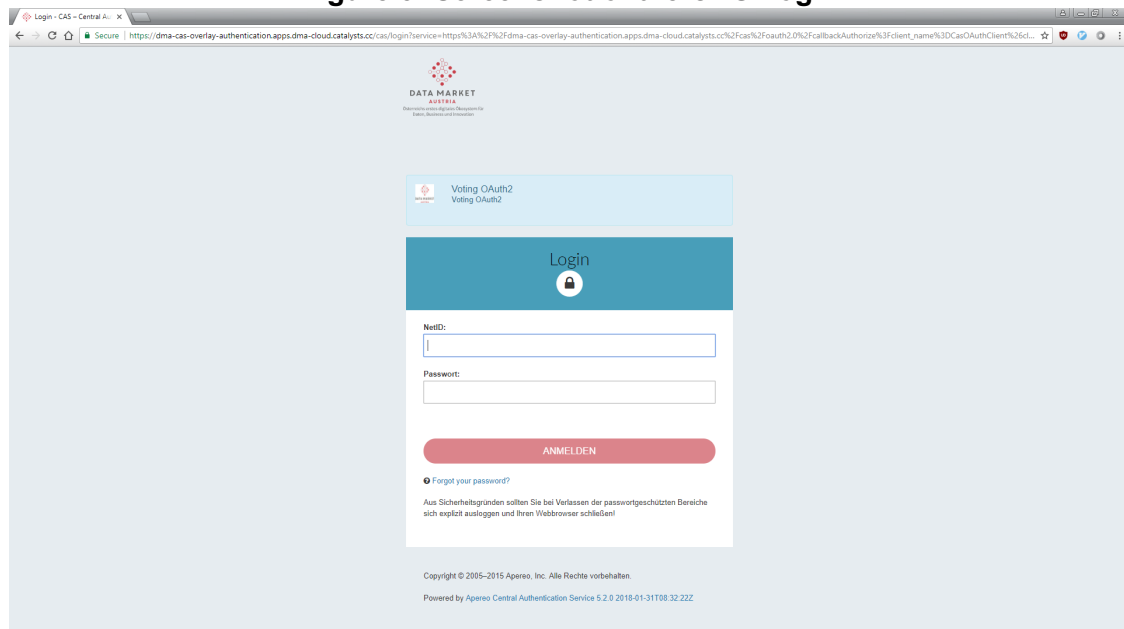 Login - CAS – Central Au
Secure | https://dma-cas-overlay-authentication.apps.dma-cloud.catalysts.cc/cas/login?service=https%3A%2F%2Fdma-cas-overlay-authentication.apps.dma-cloud.catalysts.cc%2Fcas%2Foauth2.0%2FcallbackAuthorize%3Fclient_name%3DCasOAuthClient%26cl...
DATA MARKET
AUSTRIA
Voting OAuth2
Voting OAuth2
Login
NetID:
Passwort:
ANMELDEN
Forgot your password?
Aus Sicherheitsgründen sollten Sie bei Verlassen der passwortgeschützten Bereiche
sich explizit ausloggen und Ihren Webbrowser schließen!
Copyright © 2005–2015 Apereo, Inc. Alle Rechte vorbehalten.
Powered by Apereo Central Authentication Service 5.2.0 2018-01-31T08:32:22Z